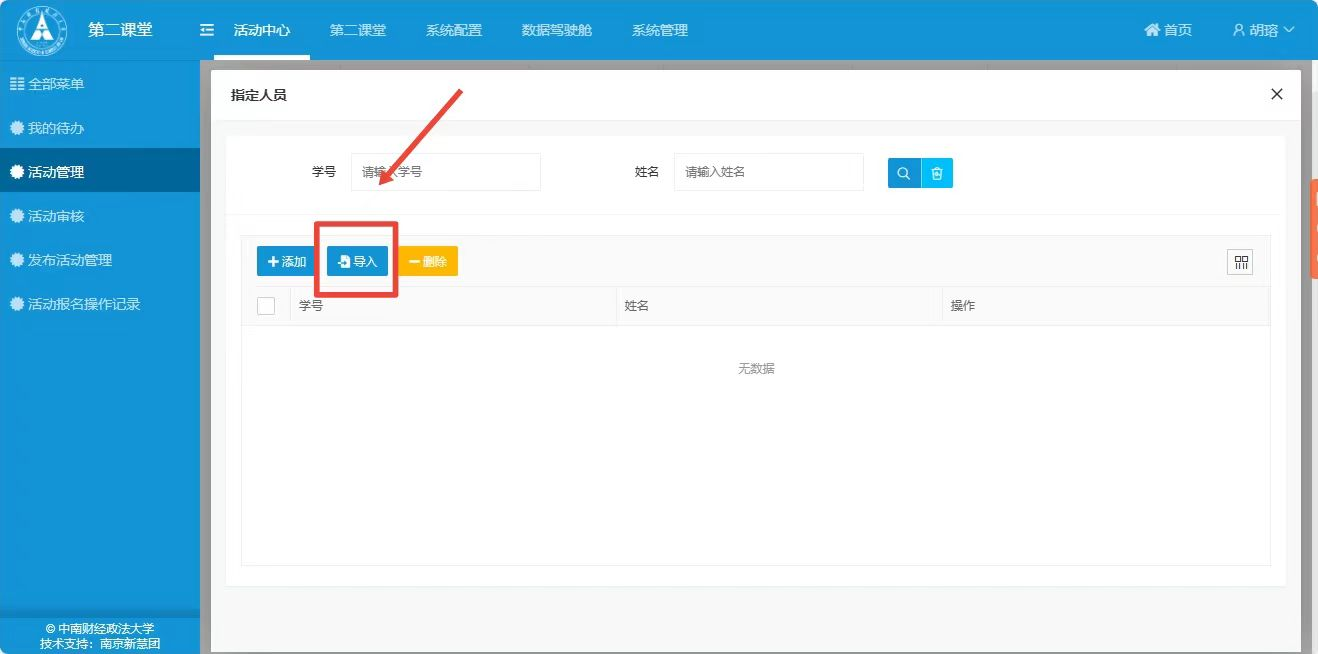 第二课堂
活动中心 第二课堂 系统配置 数据驾驶舱 系统管理
首页 胡瑢
全部菜单
我的待办
活动管理
活动审核
发布活动管理
活动报名操作记录
© 中南财经政法大学
技术支持：南京新慧团
指定人员
学号 请输入学号 姓名 请输入姓名
添加 导入 删除
学号 姓名 操作
无数据